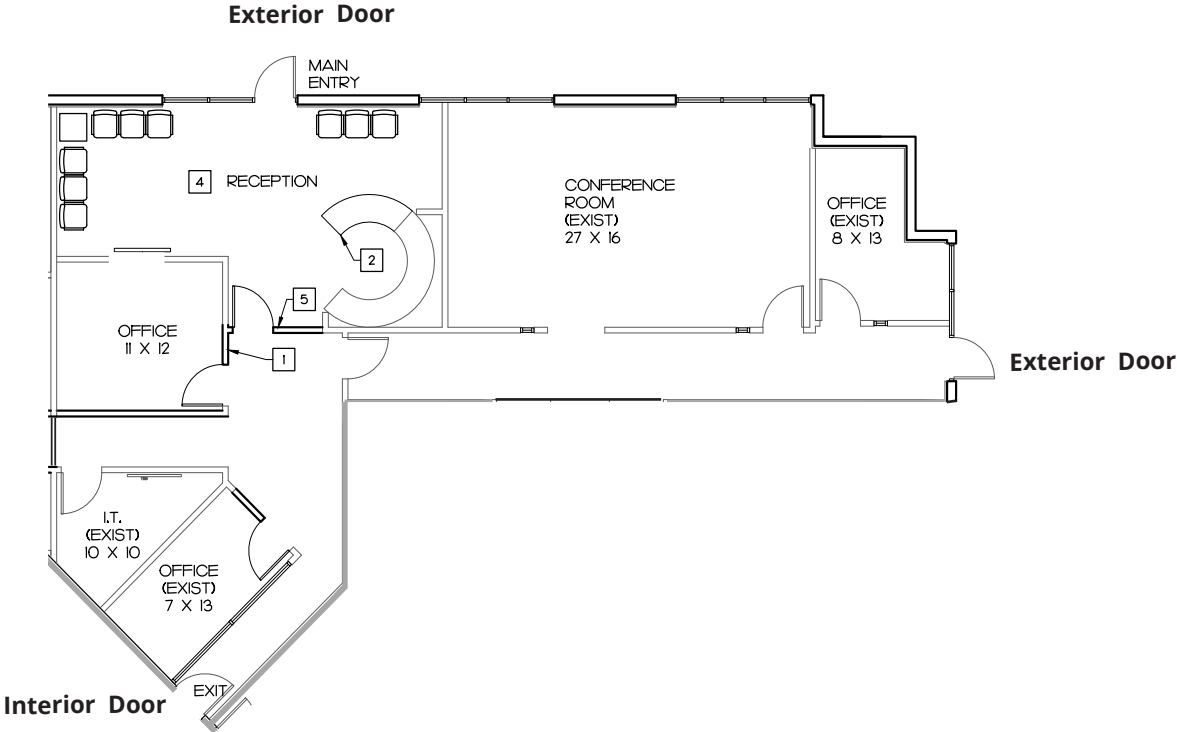 Exterior Door
MAIN
ENTRY
4 RECEPTION
CONFERENCE
ROOM
(EXIST)
27 X 16
OFFICE
(EXIST)
8 X 13
2
5
OFFICE
11 X 12
1
Exterior Door
I.T.
(EXIST)
10 X 10
OFFICE
(EXIST)
7 X 13
EXIT
Interior Door